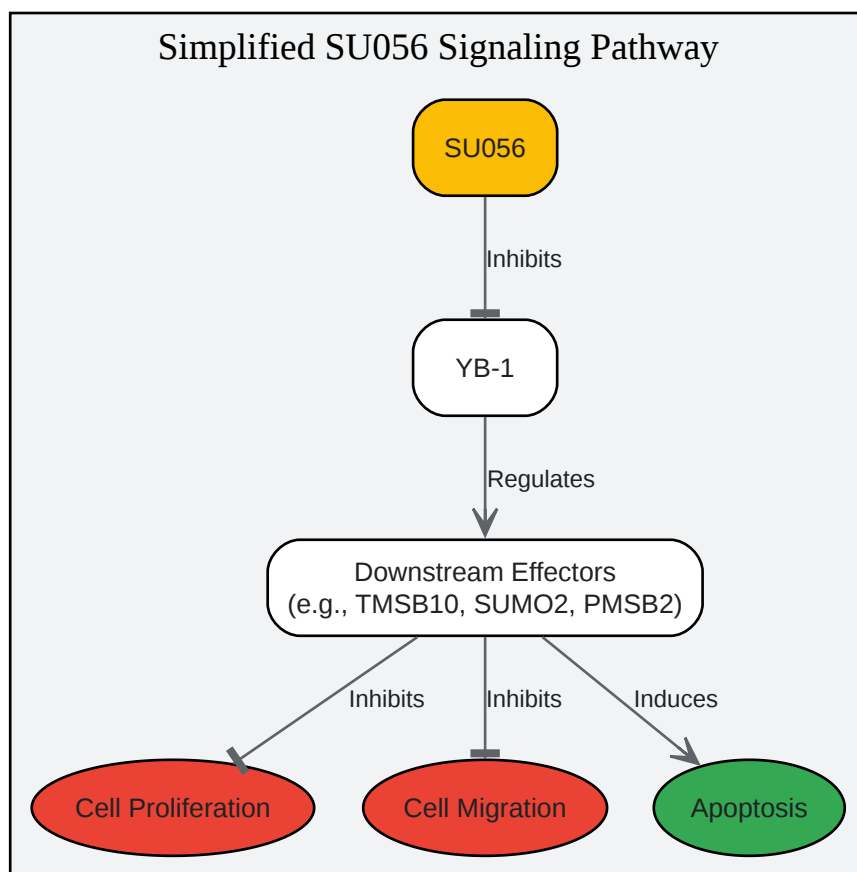 Simplified SU056 Signaling Pathway
SU056
Inhibits
YB-1
Regulates
Downstream Effectors
(e.g., TMSB10, SUMO2, PMSB2)
Inhibits
Inhibits
Induces
Cell Proliferation
Cell Migration
Apoptosis